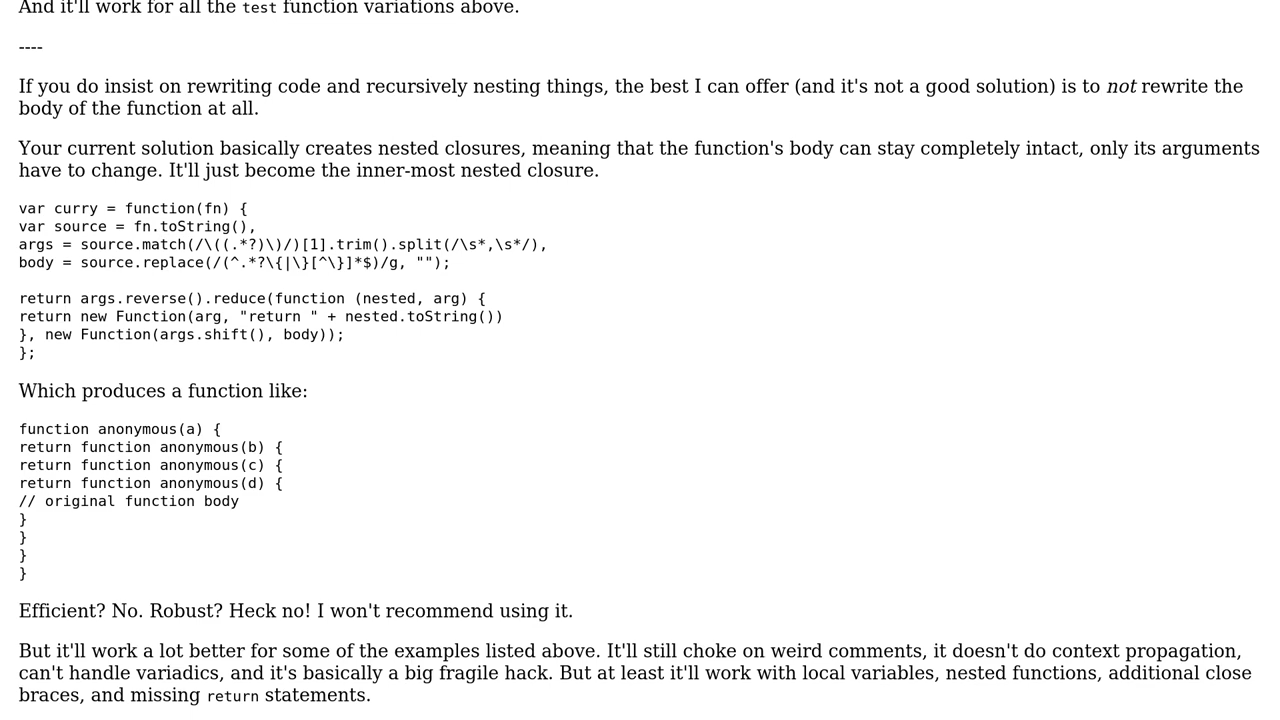 And it'll work for all the test function variations above.
----
If you do insist on rewriting code and recursively nesting things, the best I can offer (and it's not a good solution) is to not rewrite the
body of the function at all.
Your current solution basically creates nested closures, meaning that the function's body can stay completely intact, only its arguments
have to change. It'll just become the inner-most nested closure.
var curry = function(fn) {
var source = fn.toString(),
args = source.match(/\((.*?)\)/)[1].trim().split(/\s*,\s*/),
body = source.replace(/(^.*?\{|\}[^\}]*$)/g, "");
return args.reverse().reduce(function (nested, arg) {
return new Function(arg, "return " + nested.toString())
}, new Function(args.shift(), body));
};
Which produces a function like:
function anonymous(a) {
return function anonymous(b) {
return function anonymous(c) {
return function anonymous(d) {
// original function body
}
}
}
}
Efficient? No. Robust? Heck no! I won't recommend using it.
But it'll work a lot better for some of the examples listed above. It'll still choke on weird comments, it doesn't do context propagation,
can't handle variadics, and it's basically a big fragile hack. But at least it'll work with local variables, nested functions, additional close
braces, and missing return statements.